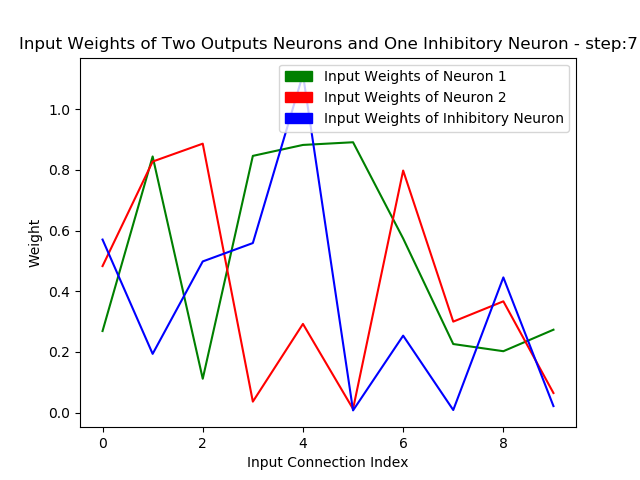 Input Weights of Two Outputs Neurons and One Inhibitory Neuron - step:7
Input Weights of Neuron 1
Input Weights of Neuron 2
Input Weights of Inhibitory Neuron
1.0
0.8
0.6
0.4
0.2
0.0
Weight
0 2 4 6 8
Input Connection Index